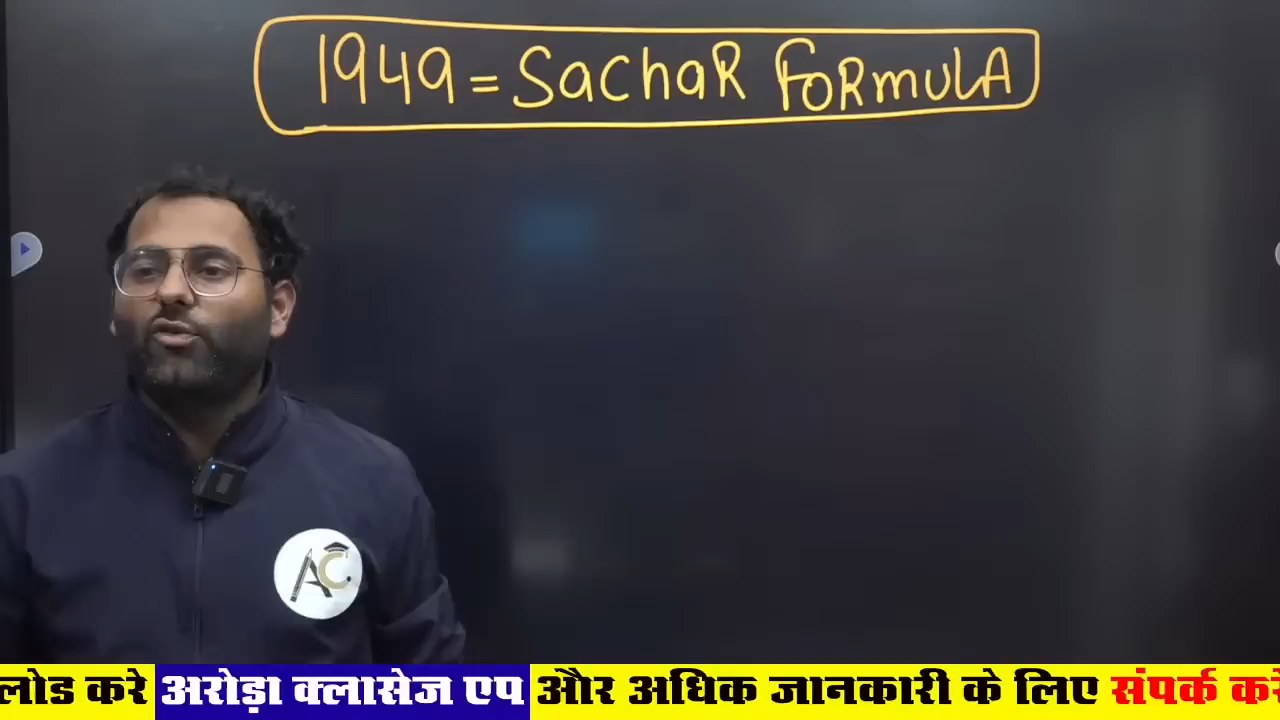 1949 = SachaR FoRmULA
AC.
लोड करे अरोड़ा क्लासेज एप और अधिक जानकारी के लिए संपर्क करे